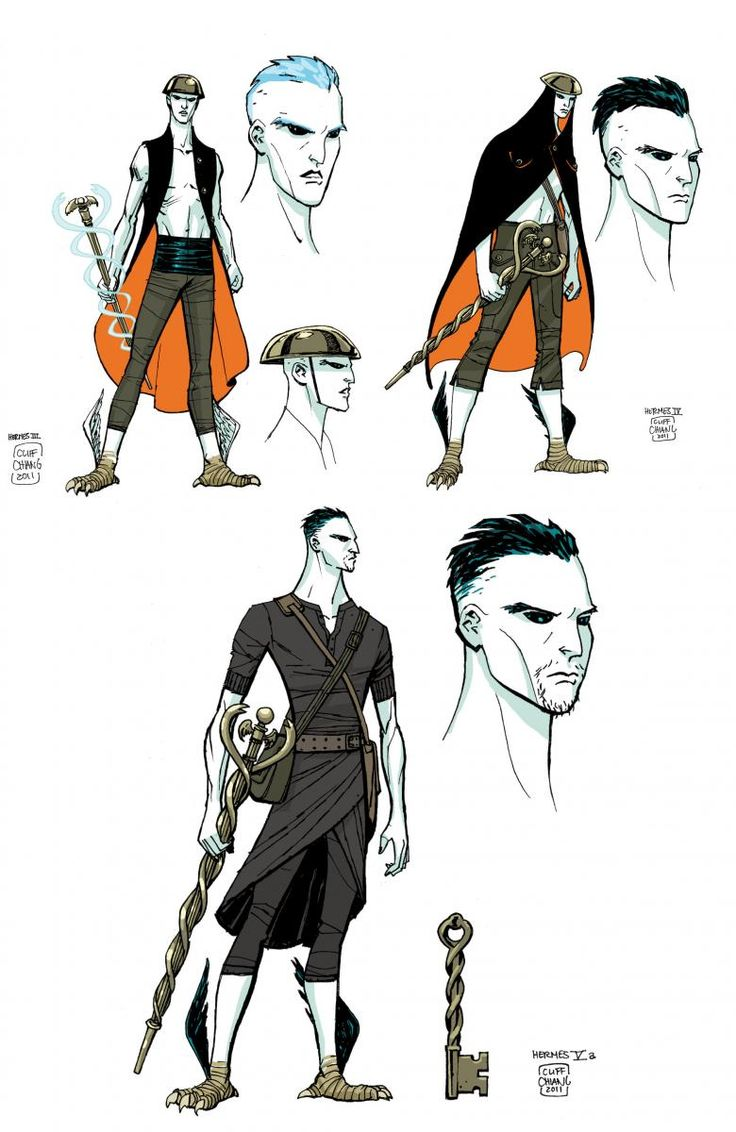 HERMES III
CLIFF
CHIANG
2011
HERMES IV
CLIFF
CHIANG
2011
HERMES V a
CLIFF
CHIANG
2011